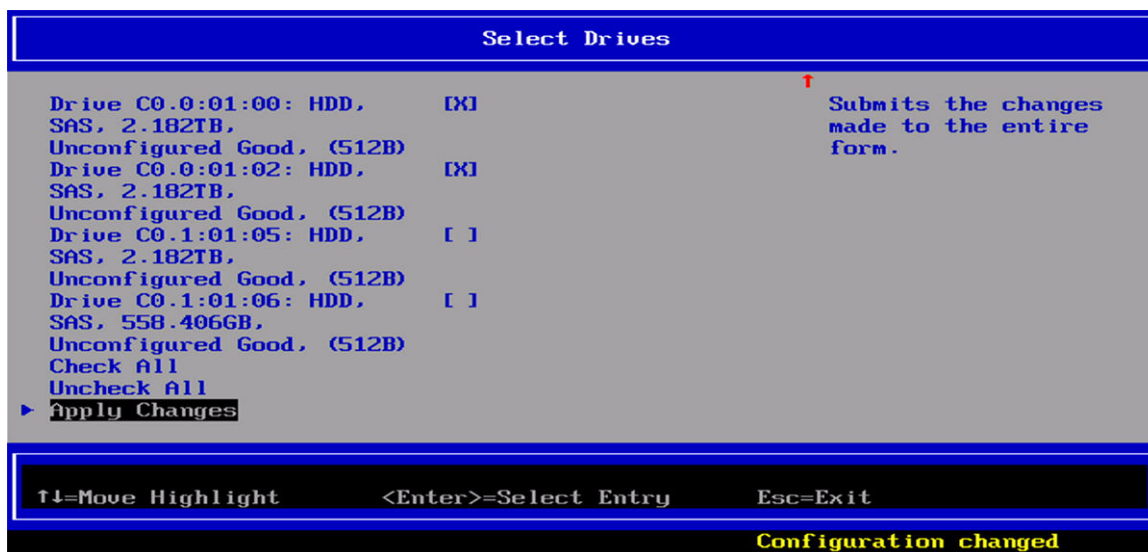 Select Drives
↑
Drive C0.0:01:00: HDD, [X] Submits the changes
SAS, 2.182TB, made to the entire
Unconfigured Good, (512B) form.
Drive C0.0:01:02: HDD, [X]
SAS, 2.182TB,
Unconfigured Good, (512B)
Drive C0.1:01:05: HDD, [ ]
SAS, 2.182TB,
Unconfigured Good, (512B)
Drive C0.1:01:06: HDD, [ ]
SAS, 558.406GB,
Unconfigured Good, (512B)
Check All
Uncheck All
► Apply Changes
↑↓=Move Highlight <Enter>=Select Entry Esc=Exit
Configuration changed